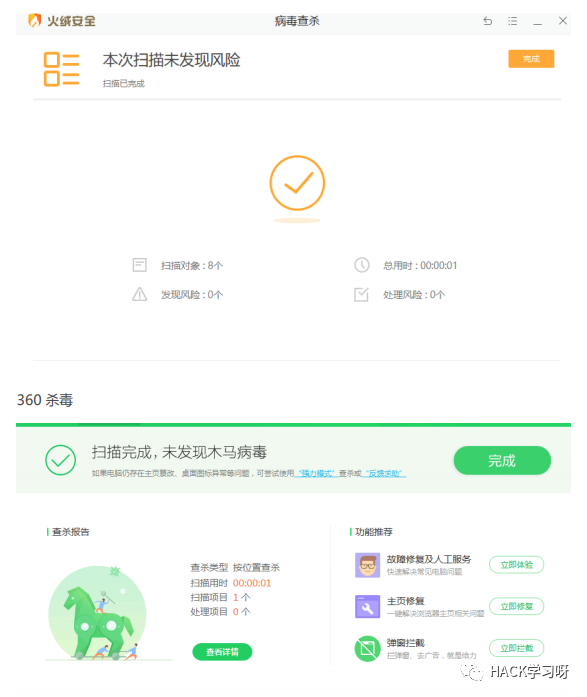 火绒安全
病毒查杀
本次扫描未发现风险
扫描已完成
完成
扫描对象 : 8个
总用时 : 00:00:01
发现风险 : 0个
处理风险 : 0个
360 杀毒
扫描完成, 未发现木马病毒
如果电脑仍存在主页篡改、桌面图标异常等问题, 可尝试使用“强力模式”查杀或“反馈求助”
完成
查杀报告
查杀类型 按位置查杀
扫描用时 00:00:01
扫描项目 1 个
处理项目 0 个
查看详情
功能推荐
故障修复及人工服务
快速解决常见电脑问题
立即体验
主页修复
一键解决浏览器主页相关问题
立即修复
弹窗拦截
拦弹窗、去广告，就是给力
立即拦截
HACK学习呀